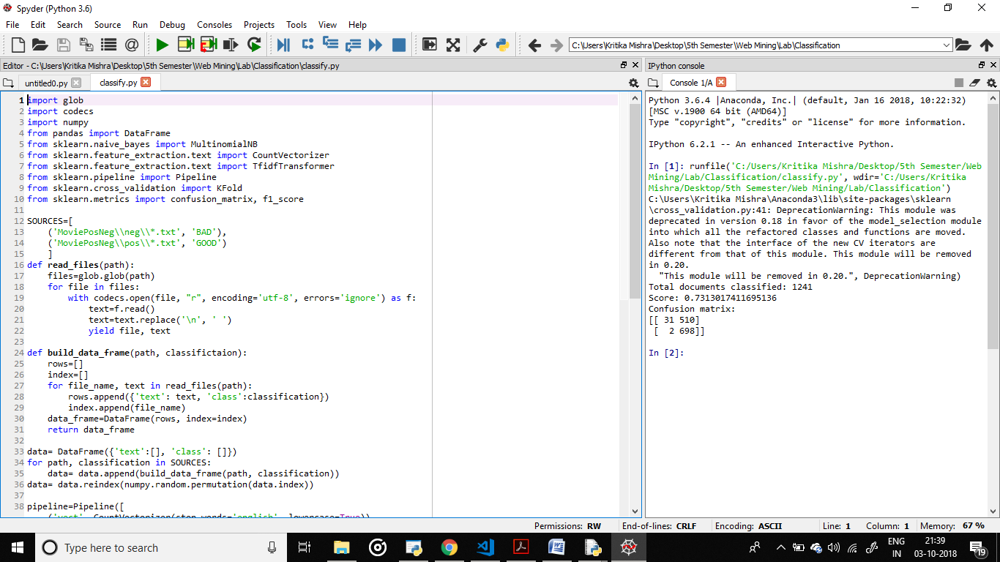 Spyder (Python 3.6)
File Edit Search Source Run Debug Consoles Projects Tools View Help
C:\Users\Kritika Mishra\Desktop\5th Semester\Web Mining\Lab\Classification
Editor - C:\Users\Kritika Mishra\Desktop\5th Semester\Web Mining\Lab\Classification\classify.py
untitled0.py classify.py
1 import glob
2 import codecs
3 import numpy
4 from pandas import DataFrame
5 from sklearn.naive_bayes import MultinomialNB
6 from sklearn.feature_extraction.text import CountVectorizer
7 from sklearn.feature_extraction.text import TfidfTransformer
8 from sklearn.pipeline import Pipeline
9 from sklearn.cross_validation import KFold
10 from sklearn.metrics import confusion_matrix, f1_score
11
12 SOURCES=[
13     ('MoviePosNeg\\neg\\*.txt', 'BAD'),
14     ('MoviePosNeg\\pos\\*.txt', 'GOOD')
15     ]
16 def read_files(path):
17     files=glob.glob(path)
18     for file in files:
19         with codecs.open(file, "r", encoding='utf-8', errors='ignore') as f:
20             text=f.read()
21             text=text.replace('\n', ' ')
22             yield file, text
23
24 def build_data_frame(path, classifictaion):
25     rows=[]
26     index=[]
27     for file_name, text in read_files(path):
28         rows.append({'text': text, 'class':classification})
29         index.append(file_name)
30     data_frame=DataFrame(rows, index=index)
31     return data_frame
32
33 data= DataFrame({'text':[], 'class': []})
34 for path, classification in SOURCES:
35     data= data.append(build_data_frame(path, classification))
36 data= data.reindex(numpy.random.permutation(data.index))
37
38 pipeline=Pipeline([
('vect', CountVectorizer(stop_words='english', lowercase=True))
IPython console
Console 1/A
Python 3.6.4 |Anaconda, Inc.| (default, Jan 16 2018, 10:22:32)
[MSC v.1900 64 bit (AMD64)]
Type "copyright", "credits" or "license" for more information.
IPython 6.2.1 -- An enhanced Interactive Python.
In [1]: runfile('C:/Users/Kritika Mishra/Desktop/5th Semester/Web
Mining/Lab/Classification/classify.py', wdir='C:/Users/Kritika
Mishra/Desktop/5th Semester/Web Mining/Lab/Classification')
C:\Users\Kritika Mishra\Anaconda3\lib\site-packages\sklearn
\cross_validation.py:41: DeprecationWarning: This module was
deprecated in version 0.18 in favor of the model_selection module
into which all the refactored classes and functions are moved.
Also note that the interface of the new CV iterators are
different from that of this module. This module will be removed
in 0.20.
  "This module will be removed in 0.20.", DeprecationWarning)
Total documents classified: 1241
Score: 0.7313017411695136
Confusion matrix:
[[ 31 510]
 [  2 698]]
In [2]:
Permissions: RW End-of-lines: CRLF Encoding: ASCII Line: 1 Column: 1 Memory: 67 %
Type here to search
ENG
IN
21:39
03-10-2018
19